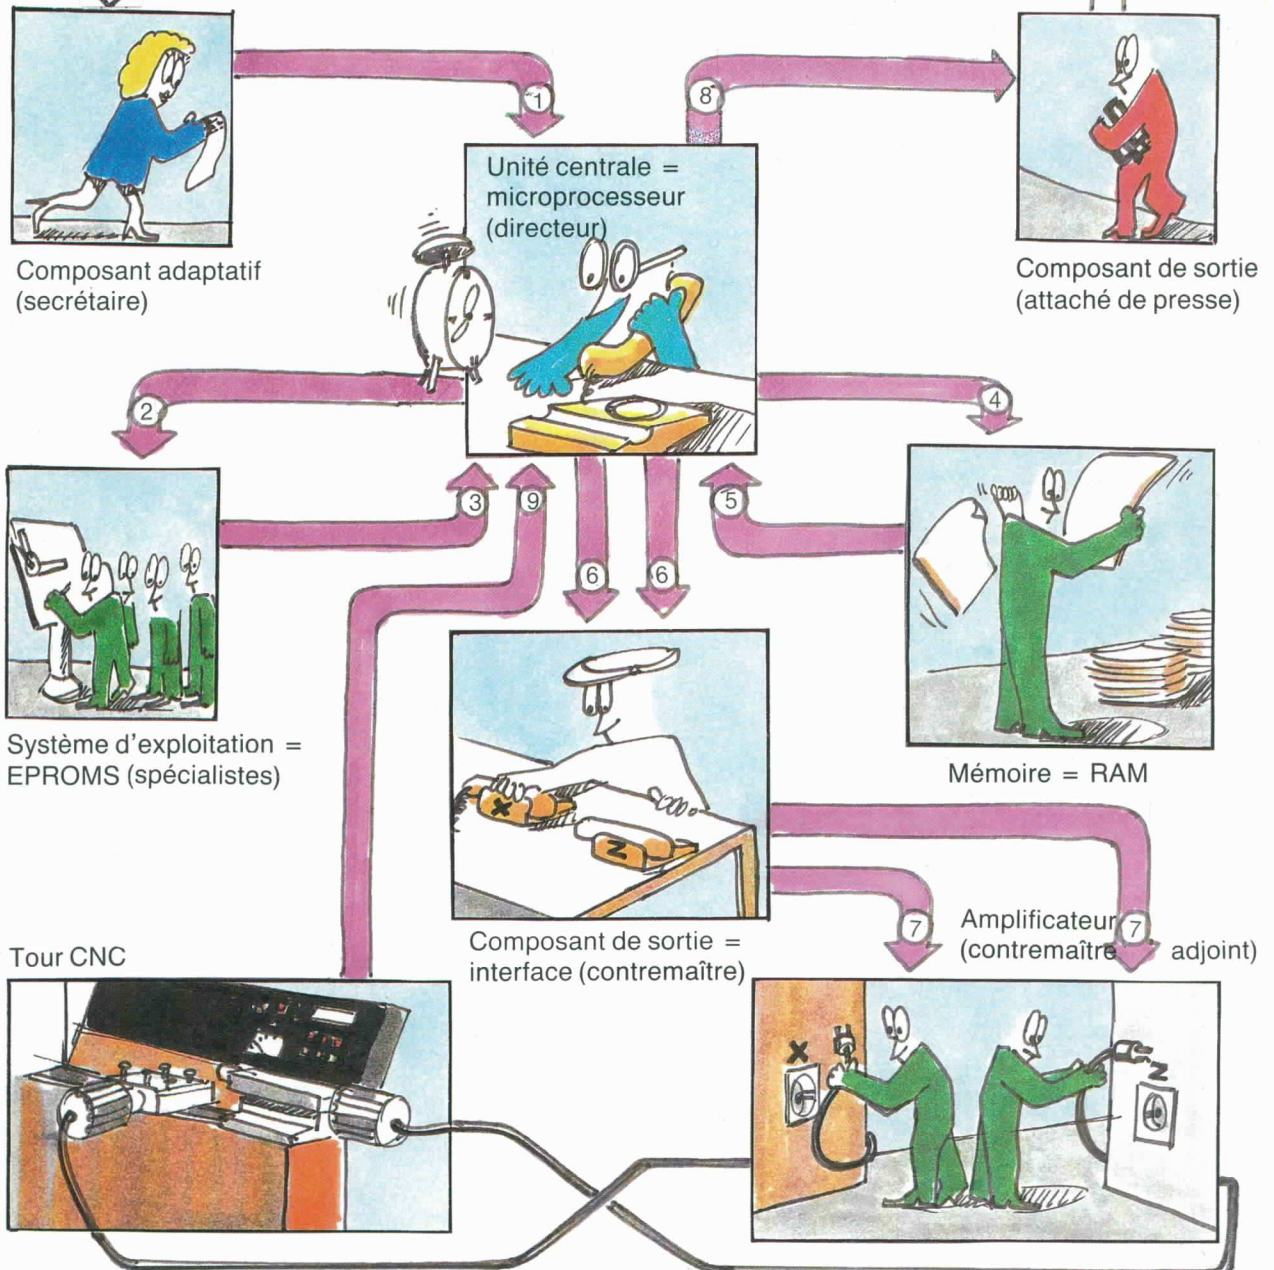 1
8
Unité centrale =
microprocesseur
(directeur)
Composant adaptatif
(secrétaire)
Composant de sortie
(attaché de presse)
2
4
3
9
5
6
6
Système d'exploitation =
EPROMS (spécialistes)
Mémoire = RAM
X
Z
Composant de sortie =
interface (contremaître)
7
Amplificateur
7
(contremaître adjoint)
Tour CNC
X
Z